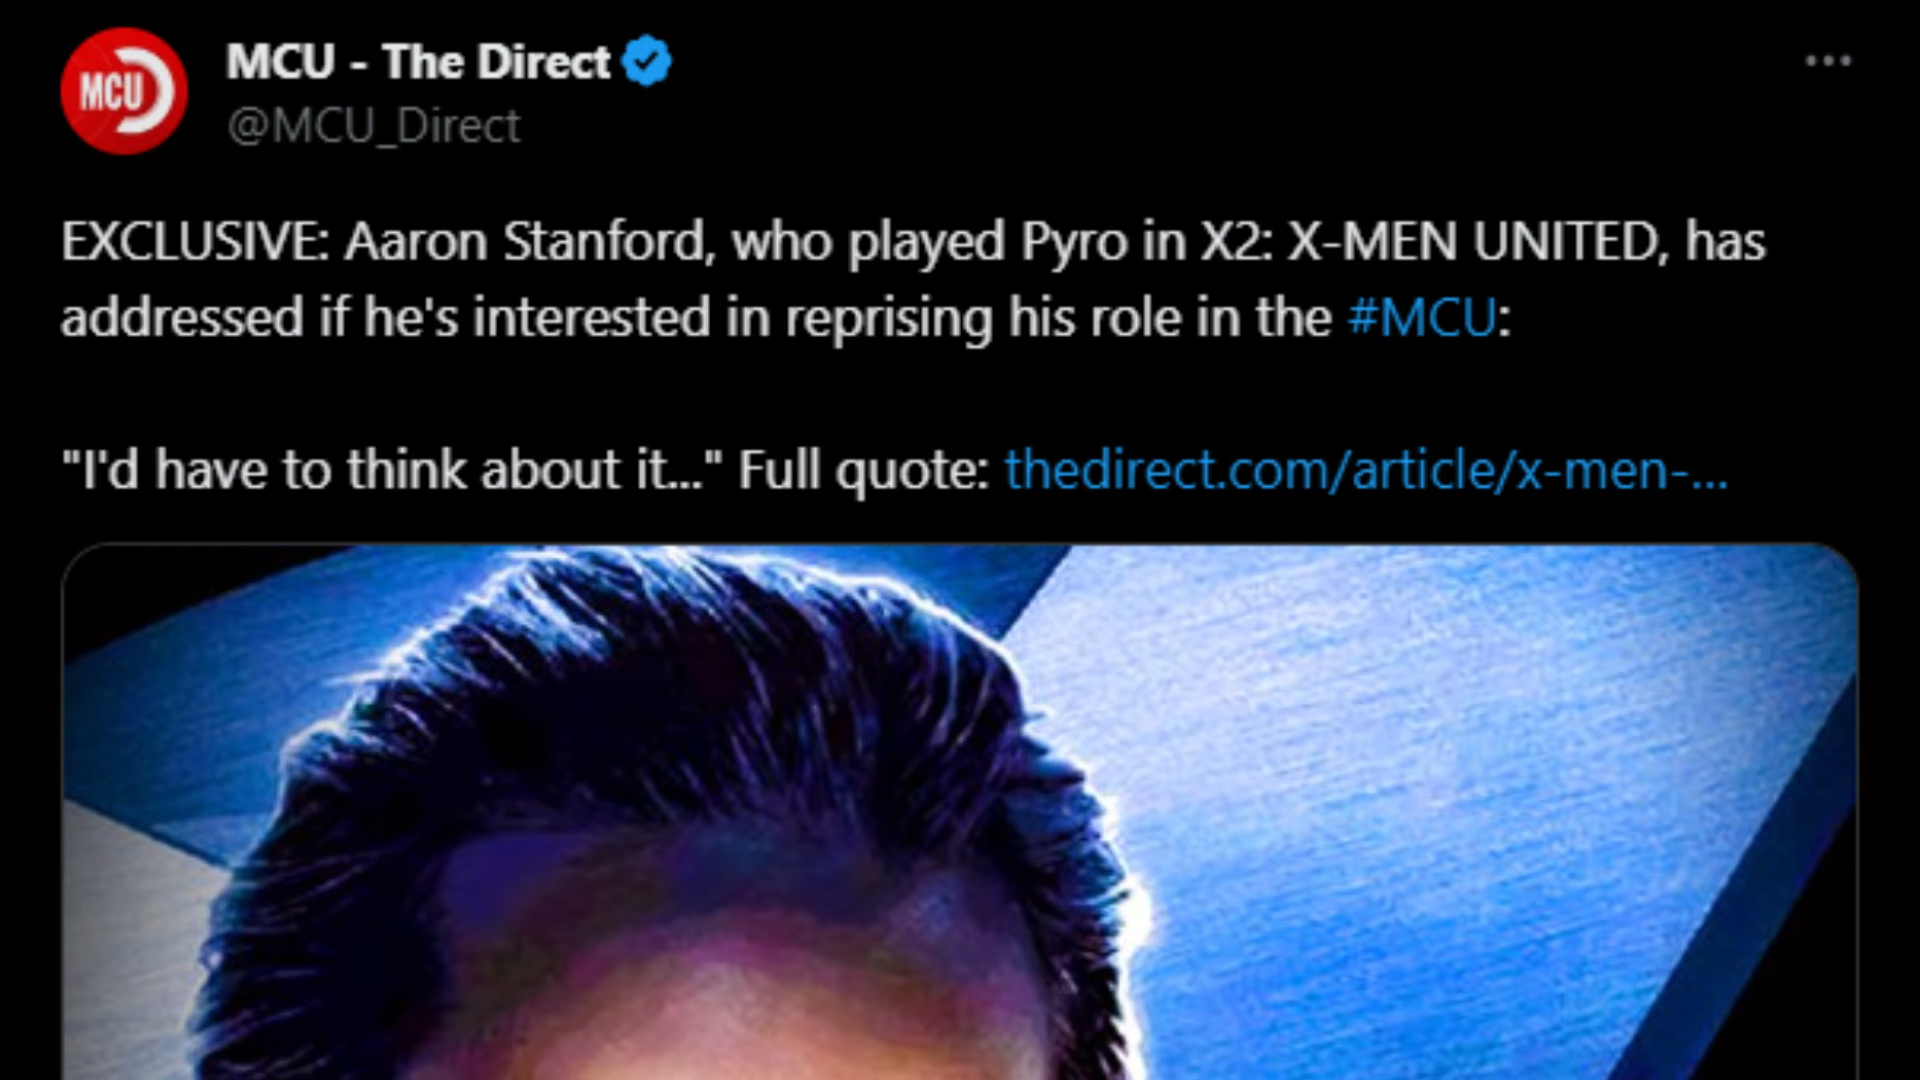 MCU
MCU - The Direct
@MCU_Direct
EXCLUSIVE: Aaron Stanford, who played Pyro in X2: X-MEN UNITED, has
addressed if he's interested in reprising his role in the #MCU:
"I'd have to think about it..." Full quote: thedirect.com/article/x-men-...